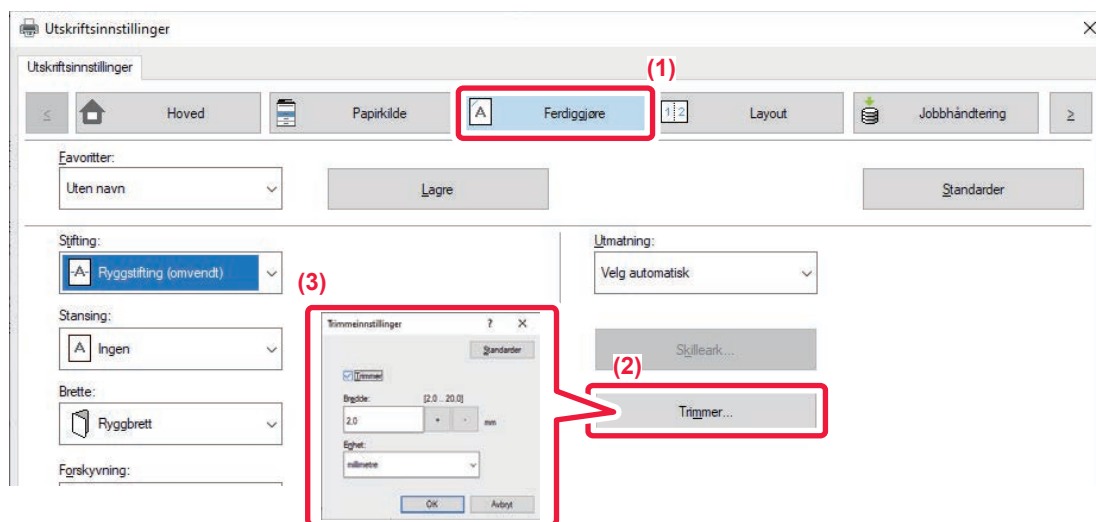 Utskriftsinnstillinger
Utskriftsinnstillinger
(1)
≤ Hoved Papirkilde A Ferdiggjøre 1 2 Layout Jobbhåndtering ≥
Favoritter:
Uten navn Lagre Standarder
Stifting: Utmatning:
-A- Ryggstifting (omvendt) Velg automatisk
(3)
Stansing:
A Ingen
Brette:
Ryggbrett
Forskyvning:
Trimmeinnstillinger ? ×
Standarder
Trimmer
Bredde: [2.0 .. 20.0]
2.0 + - mm
Enhet:
millimetre
OK Avbryt
Skilleark...
(2)
Trimmer...